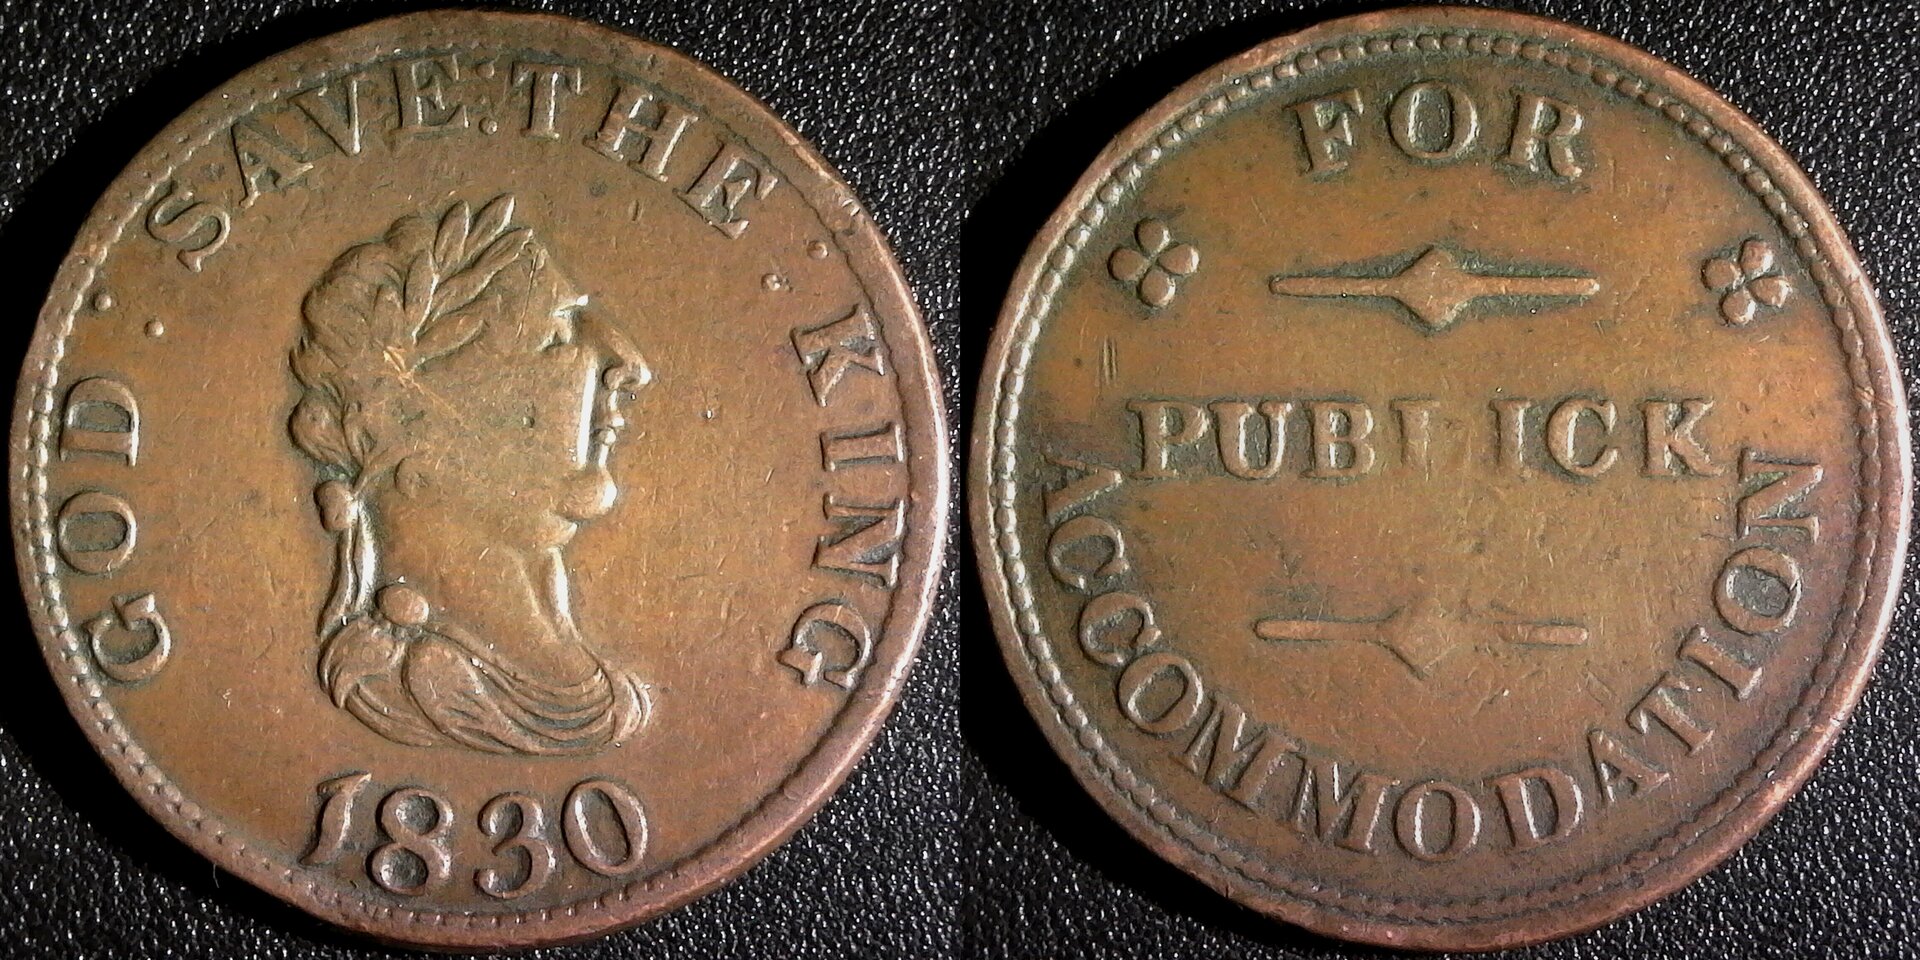 GOD : SAVE : THE : KING
1830
FOR
PUBLICK
ACCOMMODATION